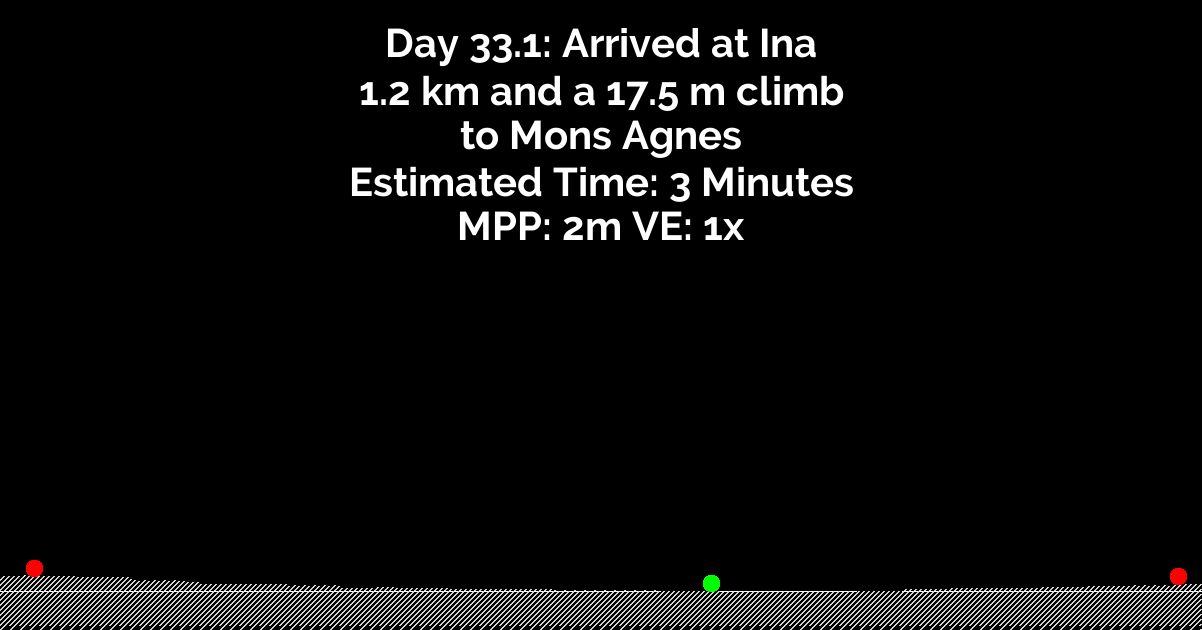 Day 33.1: Arrived at Ina
1.2 km and a 17.5 m climb
to Mons Agnes
Estimated Time: 3 Minutes
MPP: 2m VE: 1x